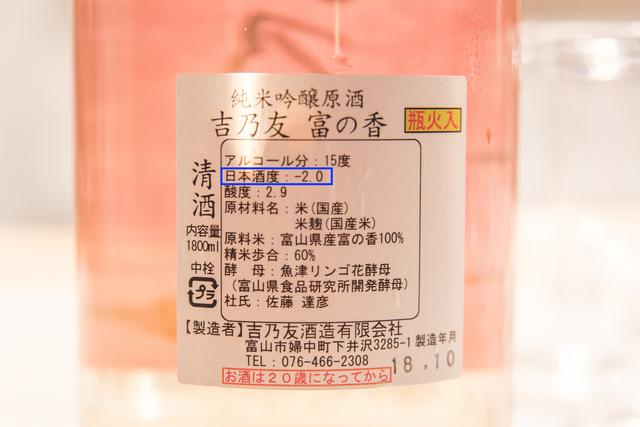 純米吟醸原酒
吉乃友 富の香
瓶火入
清酒
内容量
1800ml
中栓
プラ
アルコール分：15度
日本酒度：-2.0
酸度：2.9
原材料名：米(国産)
米麹(国産米)
原料米：富山県産富の香100%
精米歩合：60%
酵 母：魚津リンゴ花酵母
(富山県食品研究所開発酵母)
杜氏：佐藤 達彦
【製造者】吉乃友酒造有限会社
富山市婦中町下井沢3285-1
TEL：076-466-2308
製造年月
18.10
お酒は20歳になってから